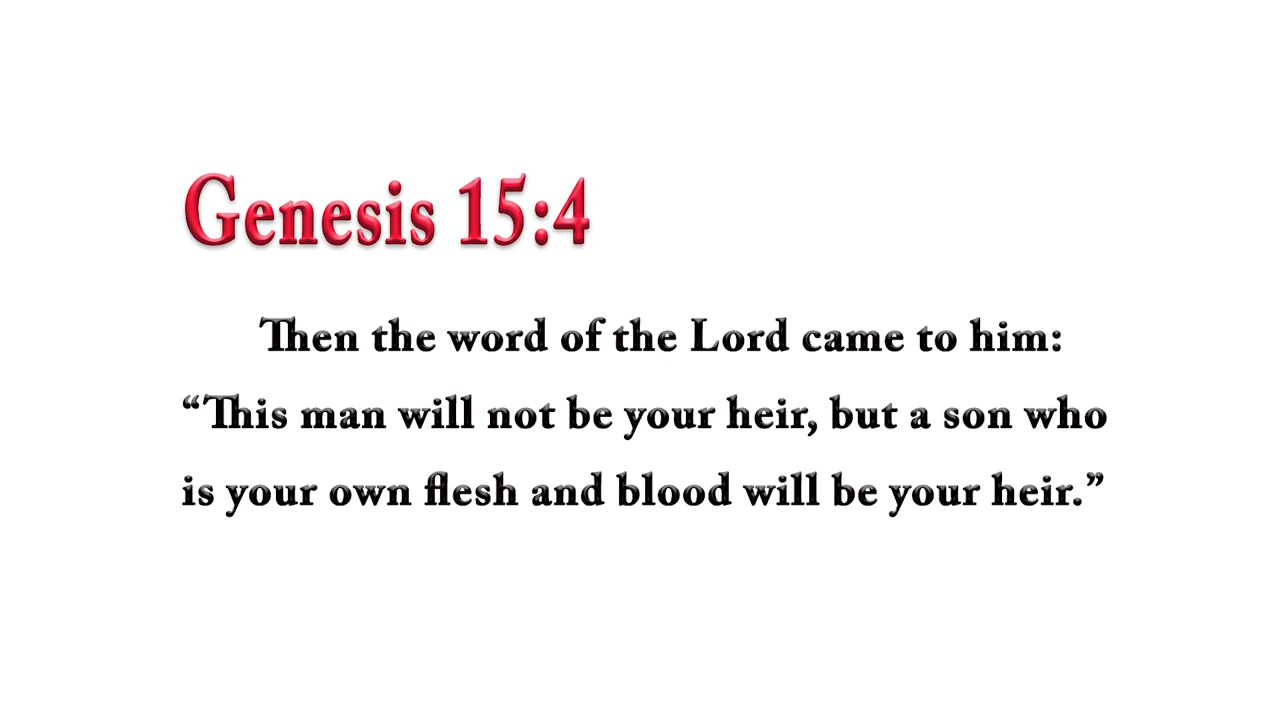 Genesis 15:4
Then the word of the Lord came to him:
“This man will not be your heir, but a son who
is your own flesh and blood will be your heir.”